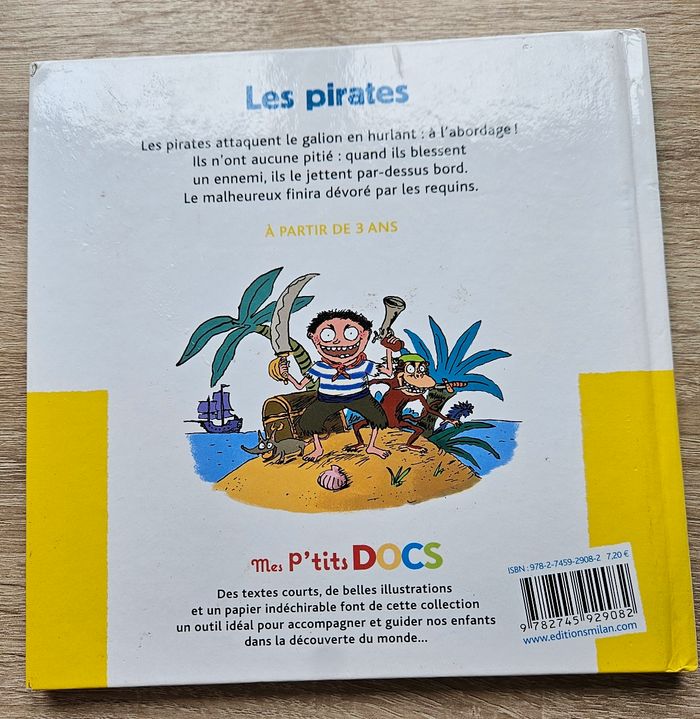 Les pirates
Les pirates attaquent le galion en hurlant : à l'abordage !
Ils n'ont aucune pitié : quand ils blessent
un ennemi, ils le jettent par-dessus bord.
Le malheureux finira dévoré par les requins.
À PARTIR DE 3 ANS
Mes P'tits DOCS
Des textes courts, de belles illustrations
et un papier indéchirable font de cette collection
un outil idéal pour accompagner et guider nos enfants
dans la découverte du monde...
ISBN : 978-2-7459-2908-2 7,20 €
9 782745 929082
www.editionsmilan.com